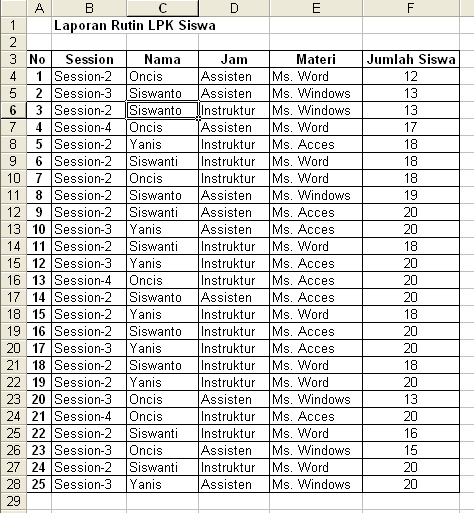 A B C D E F
1 Laporan Rutin LPK Siswa
2
3 No Session Nama Jam Materi Jumlah Siswa
4 1 Session-2 Oncis Assisten Ms. Word 12
5 2 Session-3 Siswanto Assisten Ms. Windows 13
6 3 Session-2 Siswanto Instruktur Ms. Windows 13
7 4 Session-4 Oncis Assisten Ms. Word 17
8 5 Session-2 Yanis Instruktur Ms. Acces 18
9 6 Session-2 Siswanti Instruktur Ms. Word 18
10 7 Session-2 Oncis Instruktur Ms. Word 18
11 8 Session-2 Siswanto Assisten Ms. Windows 19
12 9 Session-2 Siswanti Assisten Ms. Acces 20
13 10 Session-3 Yanis Assisten Ms. Acces 20
14 11 Session-2 Siswanti Instruktur Ms. Word 18
15 12 Session-3 Yanis Instruktur Ms. Acces 20
16 13 Session-4 Oncis Instruktur Ms. Acces 20
17 14 Session-2 Siswanto Assisten Ms. Acces 20
18 15 Session-2 Yanis Instruktur Ms. Word 18
19 16 Session-2 Siswanto Instruktur Ms. Acces 20
20 17 Session-3 Yanis Instruktur Ms. Acces 20
21 18 Session-2 Siswanto Instruktur Ms. Word 18
22 19 Session-2 Yanis Instruktur Ms. Word 20
23 20 Session-3 Oncis Assisten Ms. Windows 13
24 21 Session-4 Oncis Instruktur Ms. Acces 20
25 22 Session-2 Siswanti Instruktur Ms. Word 16
26 23 Session-3 Oncis Assisten Ms. Windows 15
27 24 Session-2 Siswanti Instruktur Ms. Word 20
28 25 Session-3 Yanis Assisten Ms. Windows 20
29